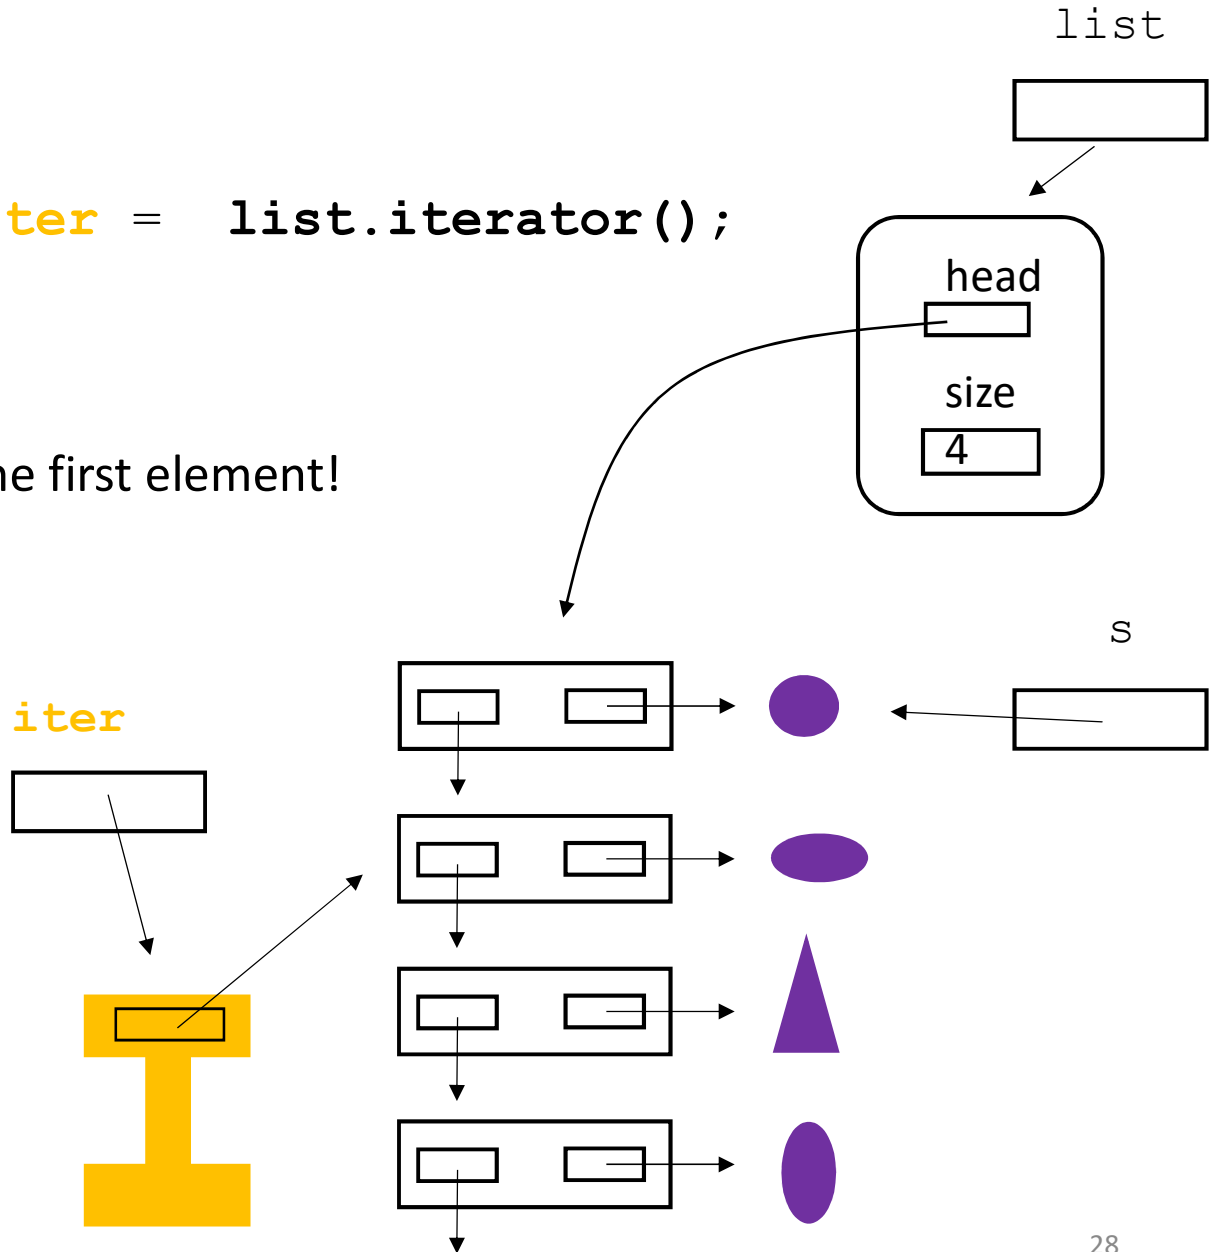 list
ter = list.iterator();
head
size
4
he first element!
s
iter
28